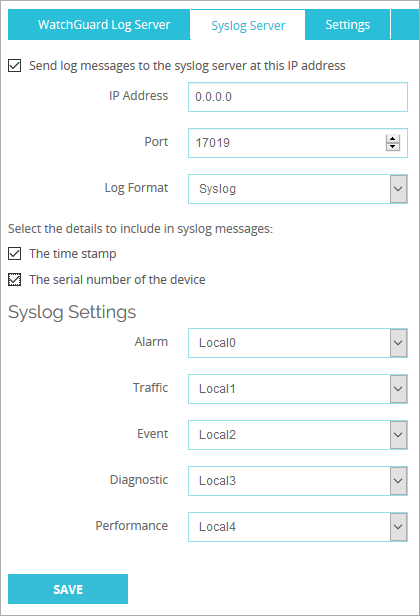 WatchGuard Log Server Syslog Server Settings
Send log messages to the syslog server at this IP address
IP Address 0.0.0.0
Port 17019
Log Format Syslog
Select the details to include in syslog messages:
The time stamp
The serial number of the device
Syslog Settings
Alarm Local0
Traffic Local1
Event Local2
Diagnostic Local3
Performance Local4
SAVE